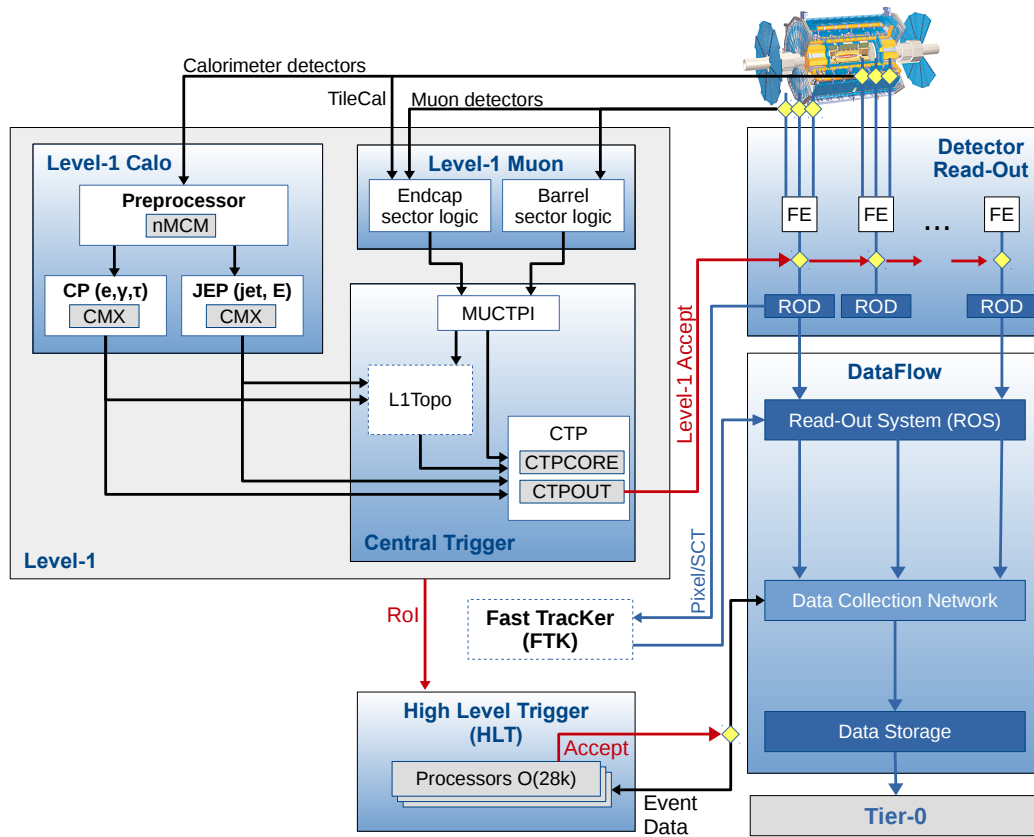 Calorimeter detectors
TileCal
Muon detectors
Level-1 Calo
Preprocessor
nMCM
CP (e,γ,τ)
CMX
JEP (jet, E)
CMX
Level-1 Muon
Endcap
sector logic
Barrel
sector logic
MUCTPI
L1Topo
CTP
CTPCORE
CTPOUT
Central Trigger
Level-1
Level-1 Accept
Detector
Read-Out
FE
FE
...
FE
ROD
ROD
ROD
DataFlow
Read-Out System (ROS)
Data Collection Network
Data Storage
Tier-0
Pixel/SCT
Fast TracKer
(FTK)
RoI
High Level Trigger
(HLT)
Accept
Processors O(28k)
Event
Data